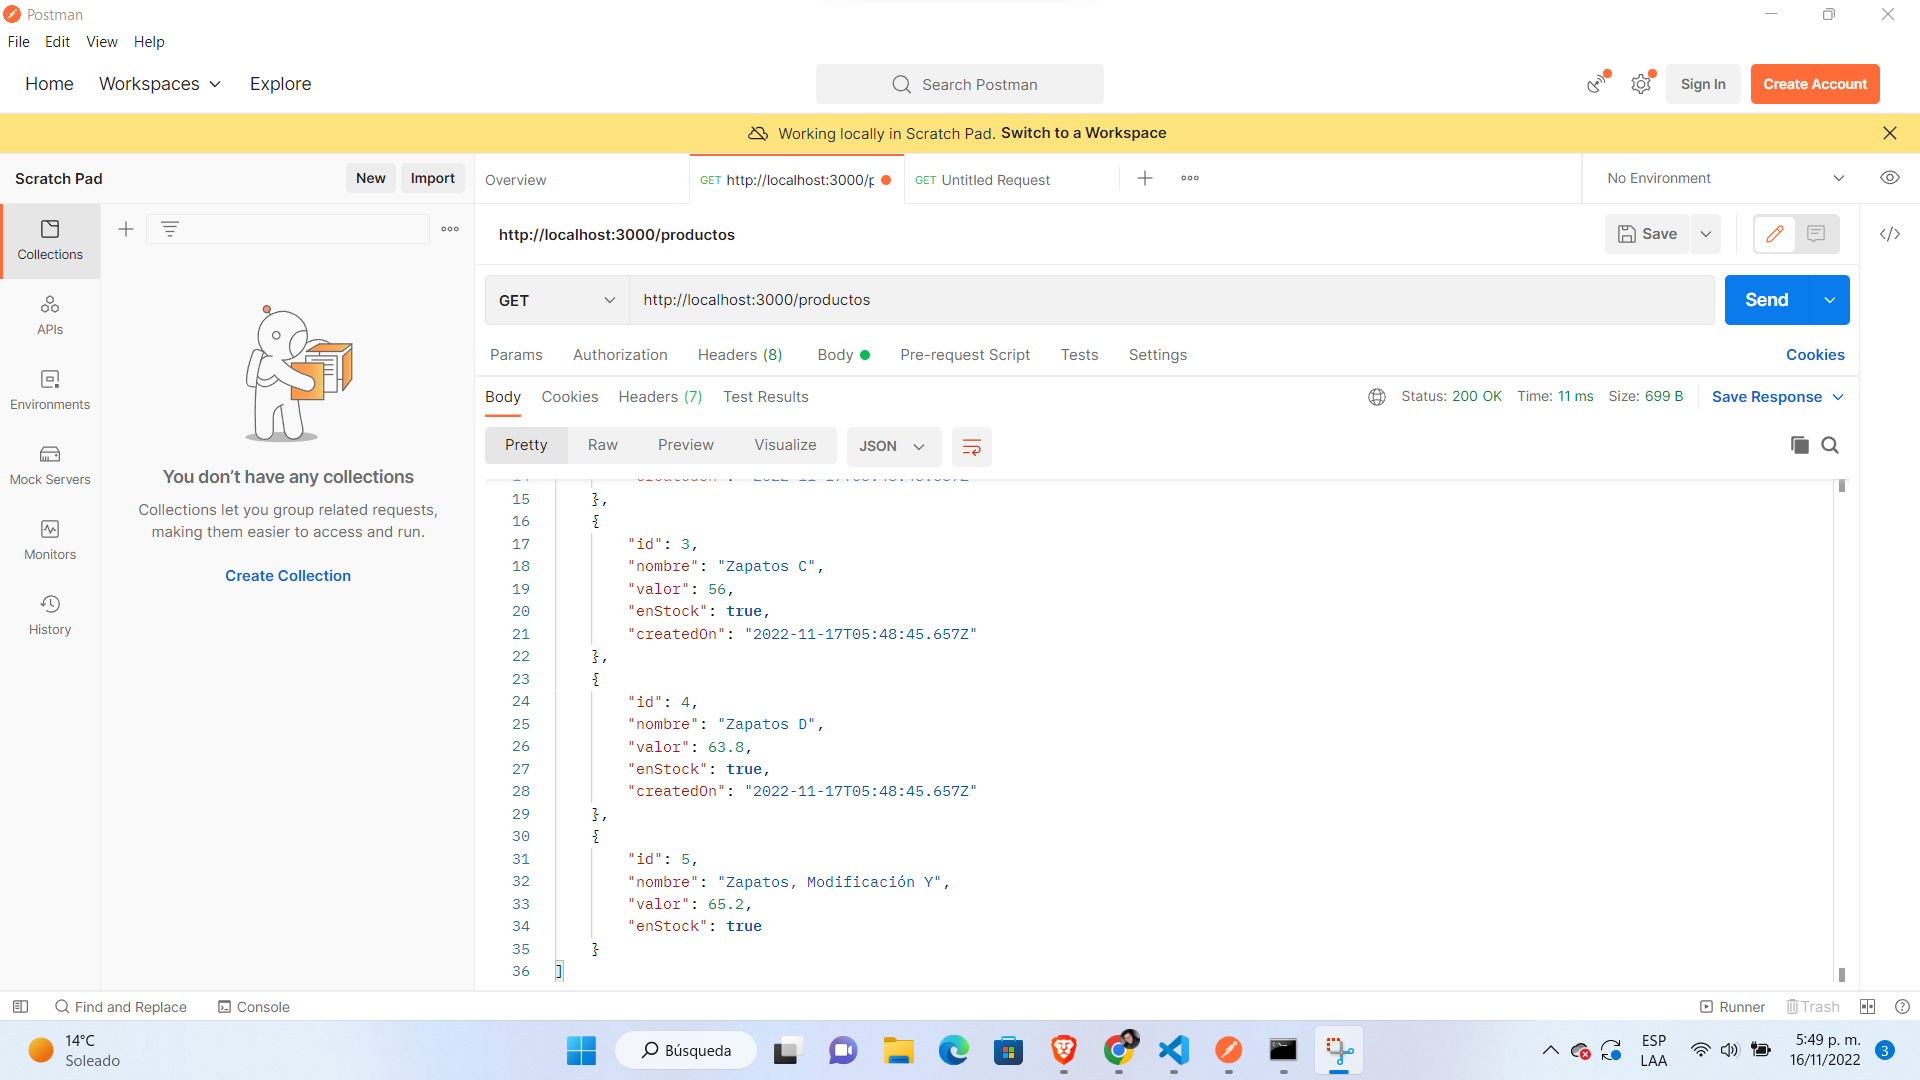 Postman
File Edit View Help
Home Workspaces Explore
Search Postman
Sign In
Create Account
Working locally in Scratch Pad. Switch to a Workspace
Scratch Pad
New
Import
Overview
GET http://localhost:3000/p
GET Untitled Request
No Environment
Collections
APIs
Environments
Mock Servers
Monitors
History
You don’t have any collections
Collections let you group related requests,
making them easier to access and run.
Create Collection
http://localhost:3000/productos
Save
GET
http://localhost:3000/productos
Send
Params Authorization Headers (8) Body Pre-request Script Tests Settings
Cookies
Body Cookies Headers (7) Test Results
Status: 200 OK Time: 11 ms Size: 699 B Save Response
Pretty Raw Preview Visualize JSON
15 },
16 {
17 "id": 3,
18 "nombre": "Zapatos C",
19 "valor": 56,
20 "enStock": true,
21 "createdOn": "2022-11-17T05:48:45.657Z"
22 },
23 {
24 "id": 4,
25 "nombre": "Zapatos D",
26 "valor": 63.8,
27 "enStock": true,
28 "createdOn": "2022-11-17T05:48:45.657Z"
29 },
30 {
31 "id": 5,
32 "nombre": "Zapatos, Modificación Y",
33 "valor": 65.2,
34 "enStock": true
35 }
36 ]
Find and Replace Console
Runner Trash
14°C
Soleado
Búsqueda
ESP
LAA
5:49 p. m.
16/11/2022
3